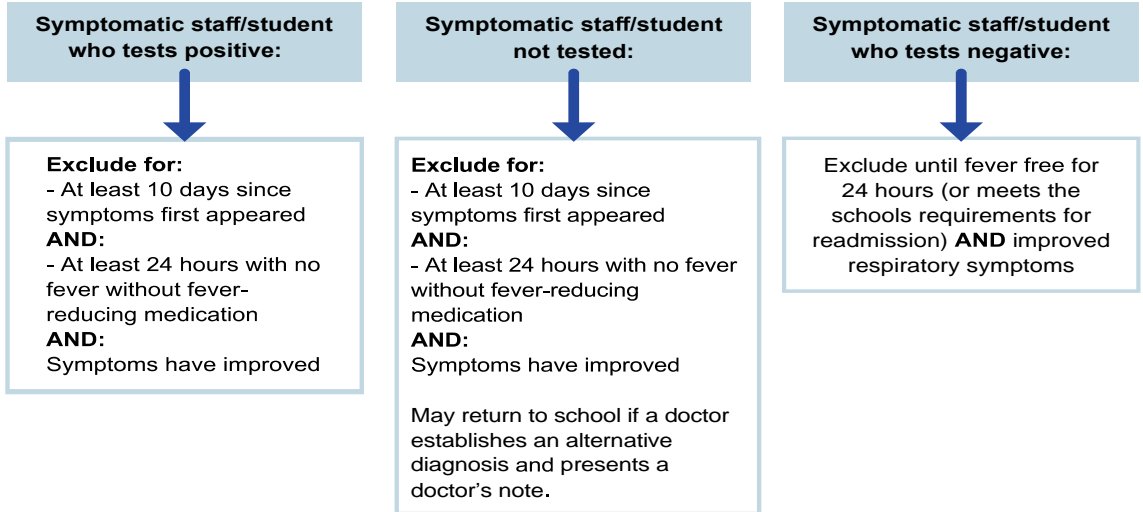 Symptomatic staff/student
who tests positive:
Exclude for:
- At least 10 days since
symptoms first appeared
AND:
- At least 24 hours with no
fever without fever-
reducing medication
AND:
Symptoms have improved
Symptomatic staff/student
not tested:
Exclude for:
- At least 10 days since
symptoms first appeared
AND:
- At least 24 hours with no fever
without fever-reducing
medication
AND:
Symptoms have improved
May return to school if a doctor
establishes an alternative
diagnosis and presents a
doctor's note.
Symptomatic staff/student
who tests negative:
Exclude until fever free for
24 hours (or meets the
schools requirements for
readmission) AND improved
respiratory symptoms